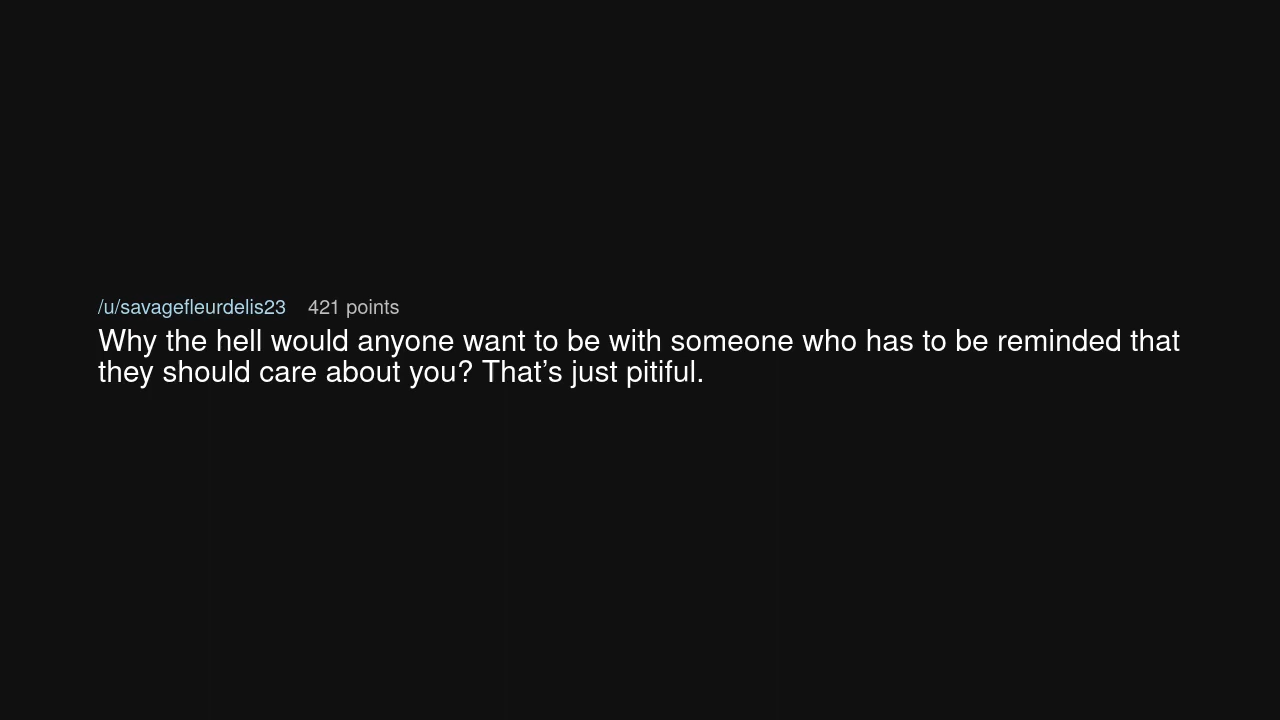 /u/savagefleurdelis23 421 points
Why the hell would anyone want to be with someone who has to be reminded that
they should care about you? That’s just pitiful.